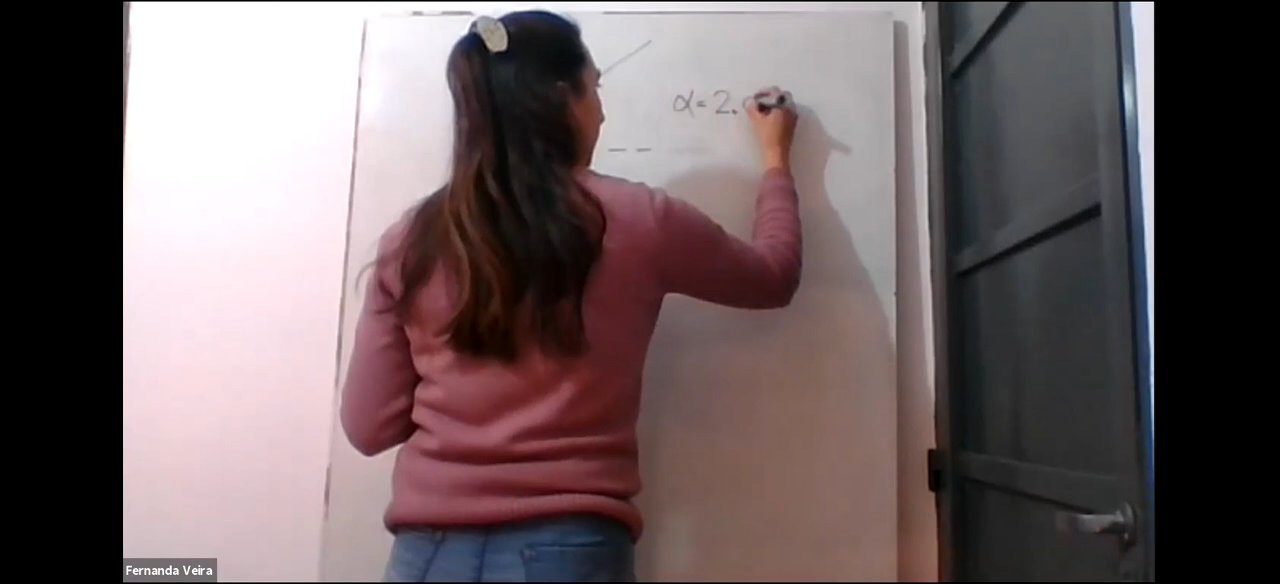 α = 2.
Fernanda Veira